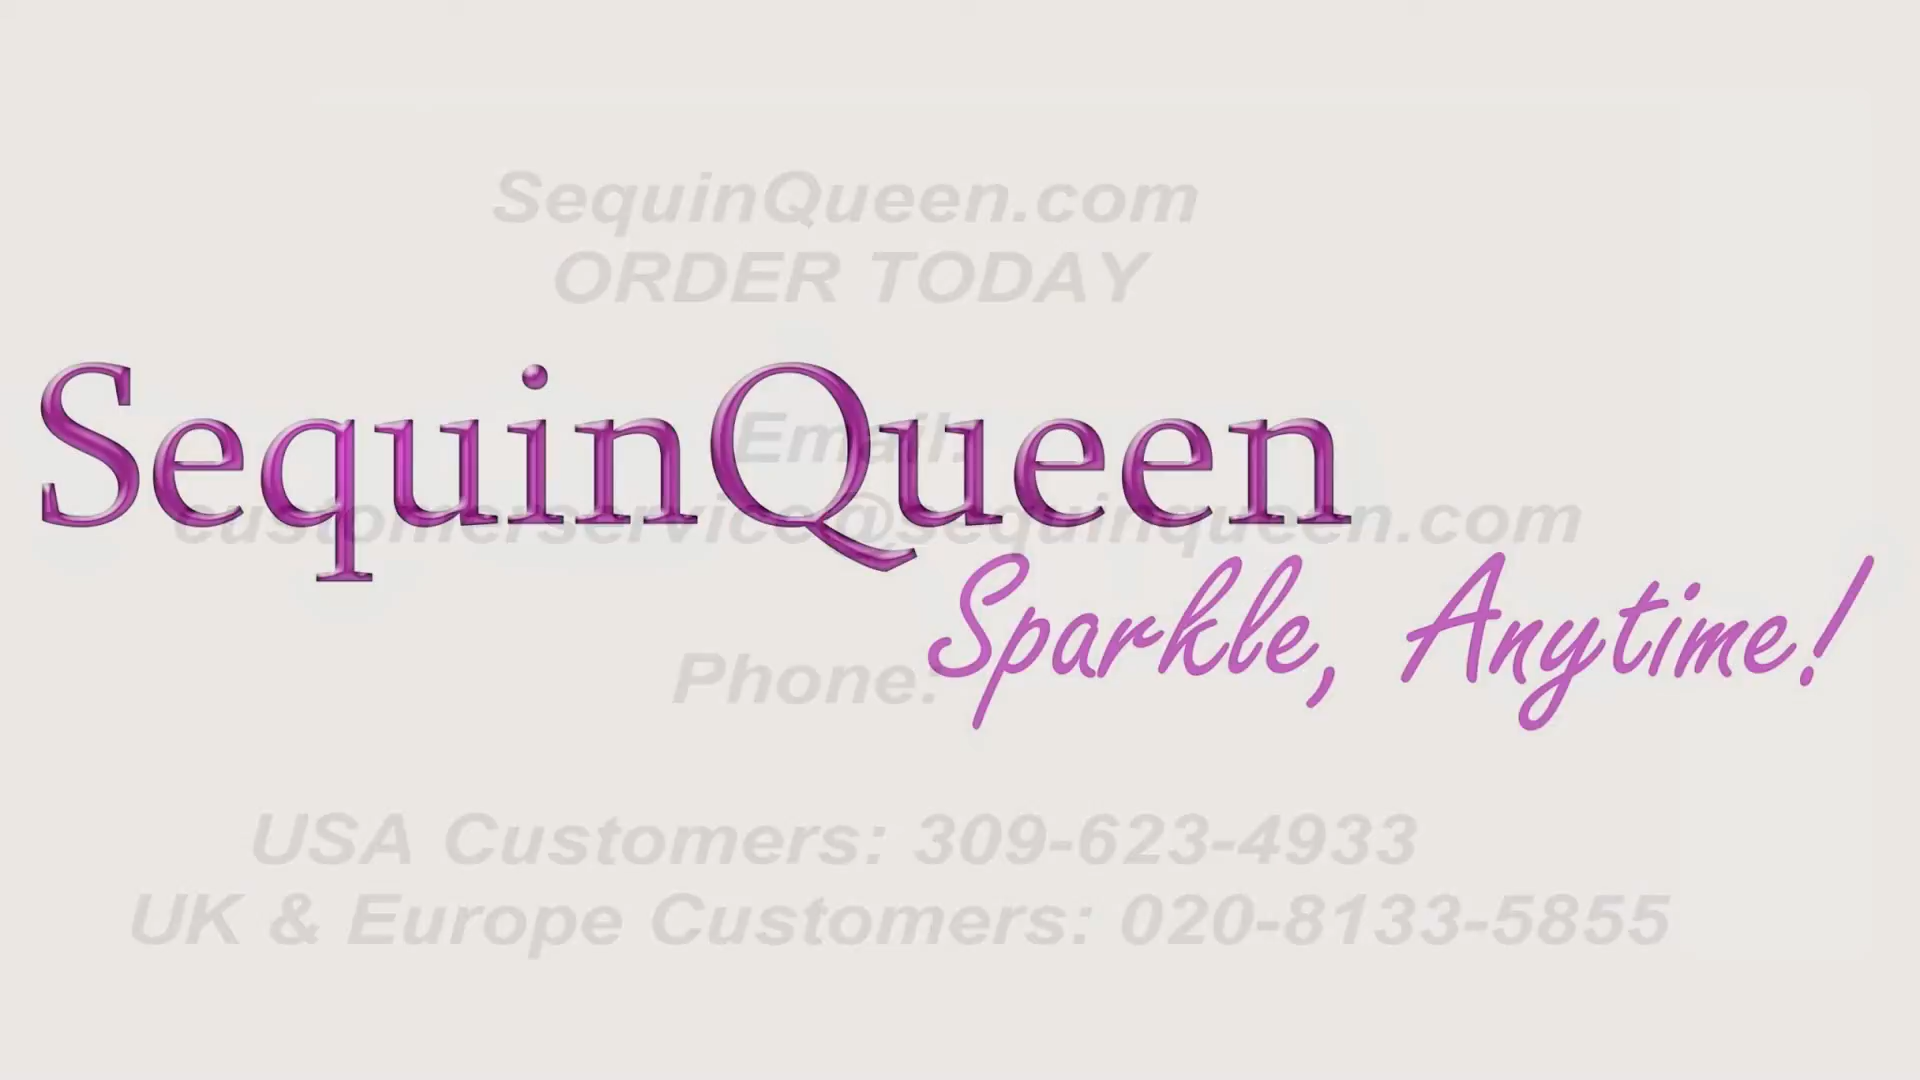 SequinQueen.com
ORDER TODAY
SequinQueen
Email:
customerservice@sequinqueen.com
Sparkle, Anytime!
Phone:
USA Customers: 309-623-4933
UK & Europe Customers: 020-8133-5855